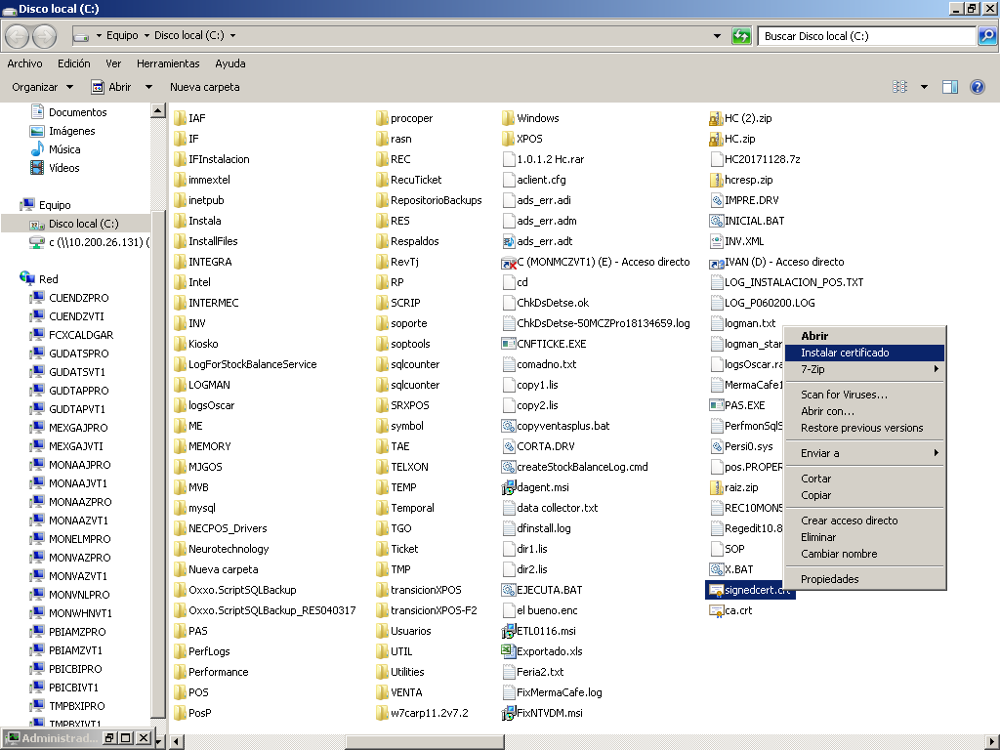 Disco local (C:)
Equipo
Disco local (C:)
Buscar Disco local (C:)
Archivo Edición Ver Herramientas Ayuda
Organizar Abrir Nueva carpeta
Documentos
Imágenes
Música
Vídeos
Equipo
Disco local (C:)
c (\\10.200.26.131) (
Red
CUENDZPRO
CUENDZVTI
FCXCALDGAR
GUDATSPRO
GUDATSVT1
GUDTAPPRO
GUDTAPVT1
MEXGAJPRO
MEXGAJVTI
MONAAJPRO
MONAAJVT1
MONAAZPRO
MONAAZVT1
MONELMPRO
MONVAZPRO
MONVAZVT1
MONVNLPRO
MONWHNVT1
PBIAMZPRO
PBIAMZVT1
PBICBIPRO
PBICBIVT1
TMPBXIPRO
TMPBXIVT1
Administrad...
IAF
IF
IFInstalacion
immextel
inetpub
Instala
InstallFiles
INTEGRA
Intel
INTERMEC
INV
Kiosko
LogForStockBalanceService
LOGMAN
logsOscar
ME
MEMORY
MJGOS
MVB
mysql
NECPOS_Drivers
Neurotechnology
Nueva carpeta
Oxxo.ScriptSQLBackup
Oxxo.ScriptSQLBackup_RES040317
PAS
PerfLogs
Performance
POS
PosP
procoper
rasn
REC
RecuTicket
RepositorioBackups
RES
Respaldos
RevTj
RP
SCRIP
soporte
soptools
sqlcounter
sqlcuonter
SRXPOS
symbol
TAE
TELXON
TEMP
Temporal
TGO
Ticket
TMP
transicionXPOS
transicionXPOS-F2
Usuarios
UTIL
Utilities
VENTA
w7carp11.2v7.2
Windows
XPOS
1.0.1.2 Hc.rar
aclient.cfg
ads_err.adi
ads_err.adm
ads_err.adt
C (MONMCZVT1) (E) - Acceso directo
cd
ChkDsDetse.ok
ChkDsDetse-50MCZPro18134659.log
CNFTICKE.EXE
comadno.txt
copy1.lis
copy2.lis
copyventasplus.bat
CORTA.DRV
createStockBalanceLog.cmd
dagent.msi
data collector.txt
dfinstall.log
dir1.lis
dir2.lis
EJECUTA.BAT
el bueno.enc
ETL0116.msi
Exportado.xls
Feria2.txt
FixMermaCafe.log
FixNTVDM.msi
HC (2).zip
HC.zip
HC20171128.7z
hcresp.zip
IMPRE.DRV
INICIAL.BAT
INV.XML
IVAN (D) - Acceso directo
LOG_INSTALACION_POS.TXT
LOG_P060200.LOG
logman.txt
logman_star
logsOscar.ra
MermaCafe1
PAS.EXE
PerfmonSqlS
Persi0.sys
pos.PROPER
raiz.zip
REC10MON5
Regedit10.8
SOP
X.BAT
signedcert.crt
ca.crt
Abrir
Instalar certificado
7-Zip
Scan for Viruses...
Abrir con...
Restore previous versions
Enviar a
Cortar
Copiar
Crear acceso directo
Eliminar
Cambiar nombre
Propiedades